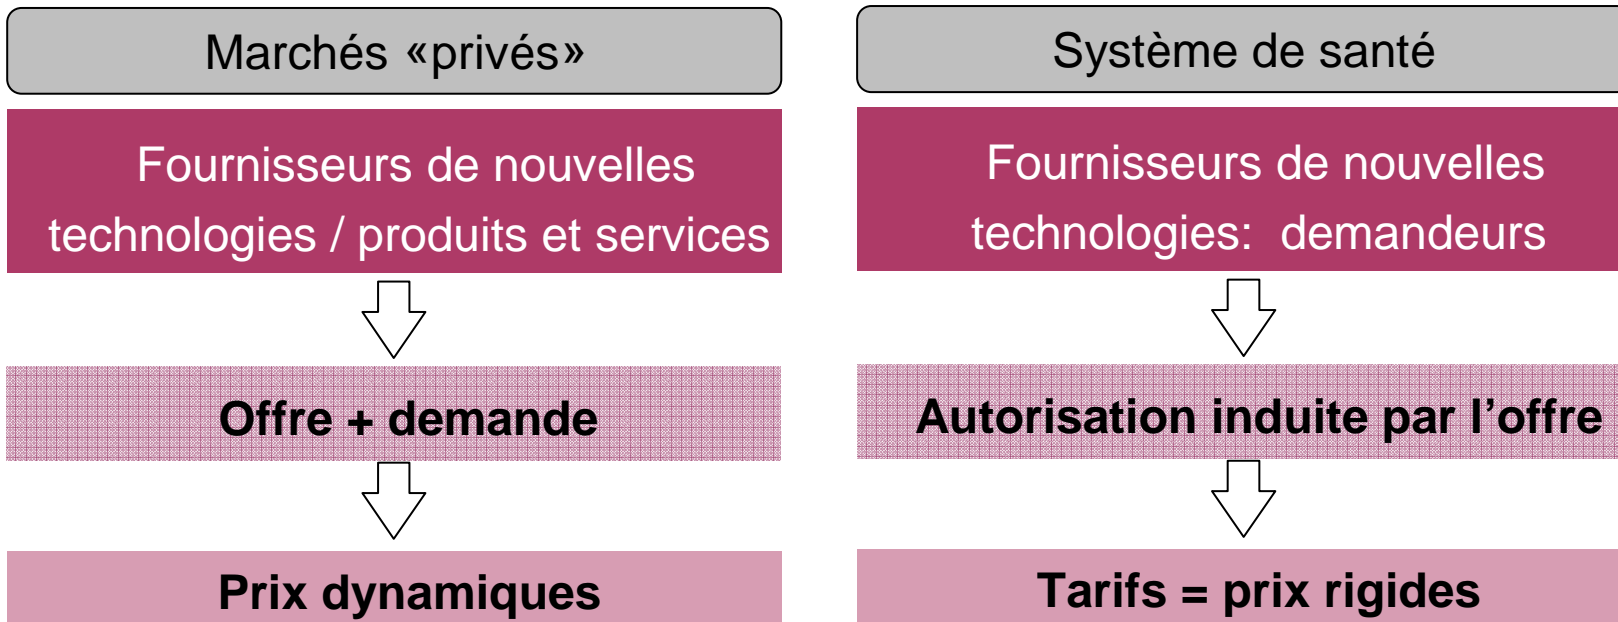 Marchés «privés»
Fournisseurs de nouvelles
technologies / produits et services
Offre + demande
Prix dynamiques
Système de santé
Fournisseurs de nouvelles
technologies: demandeurs
Autorisation induite par l'offre
Tarifs = prix rigides